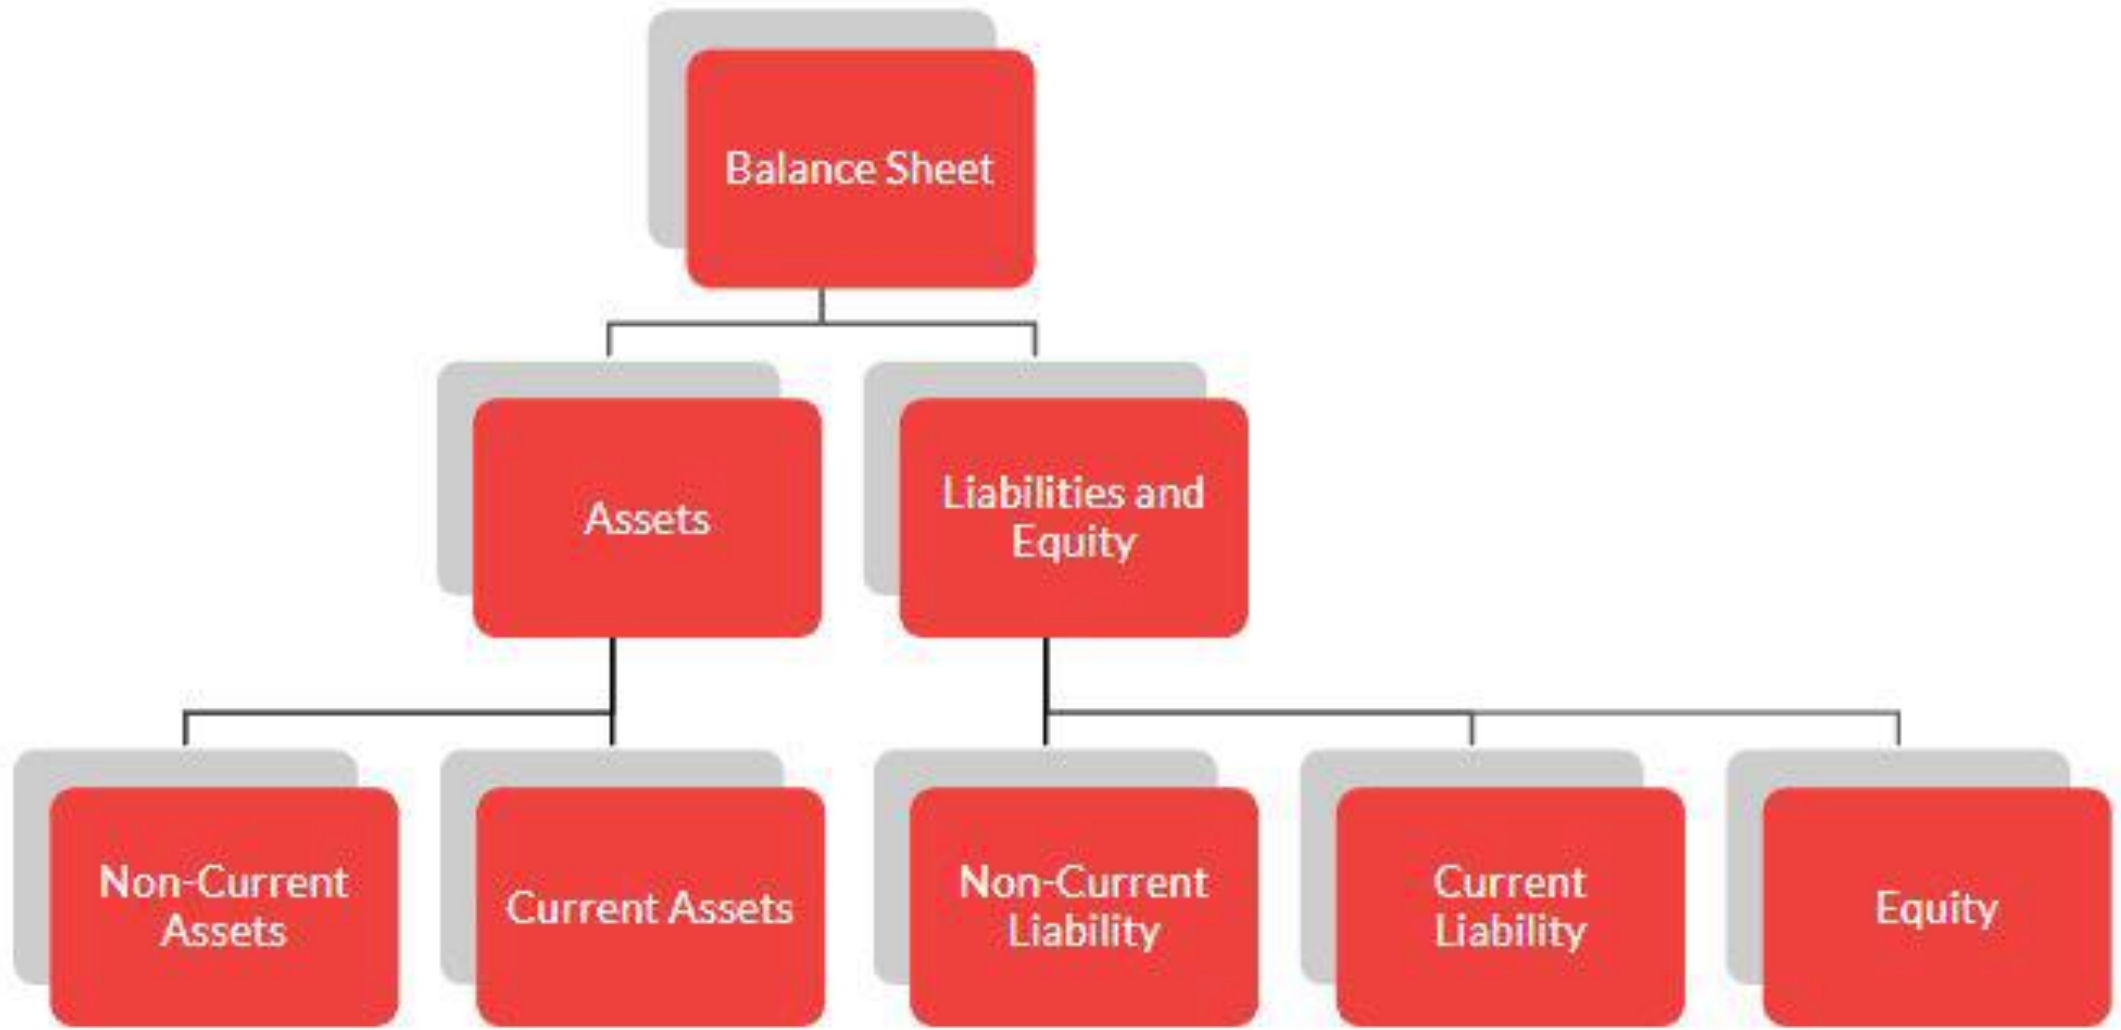 Balance Sheet
Assets
Liabilities and
Equity
Non-Current
Assets
Current Assets
Non-Current
Liability
Current
Liability
Equity